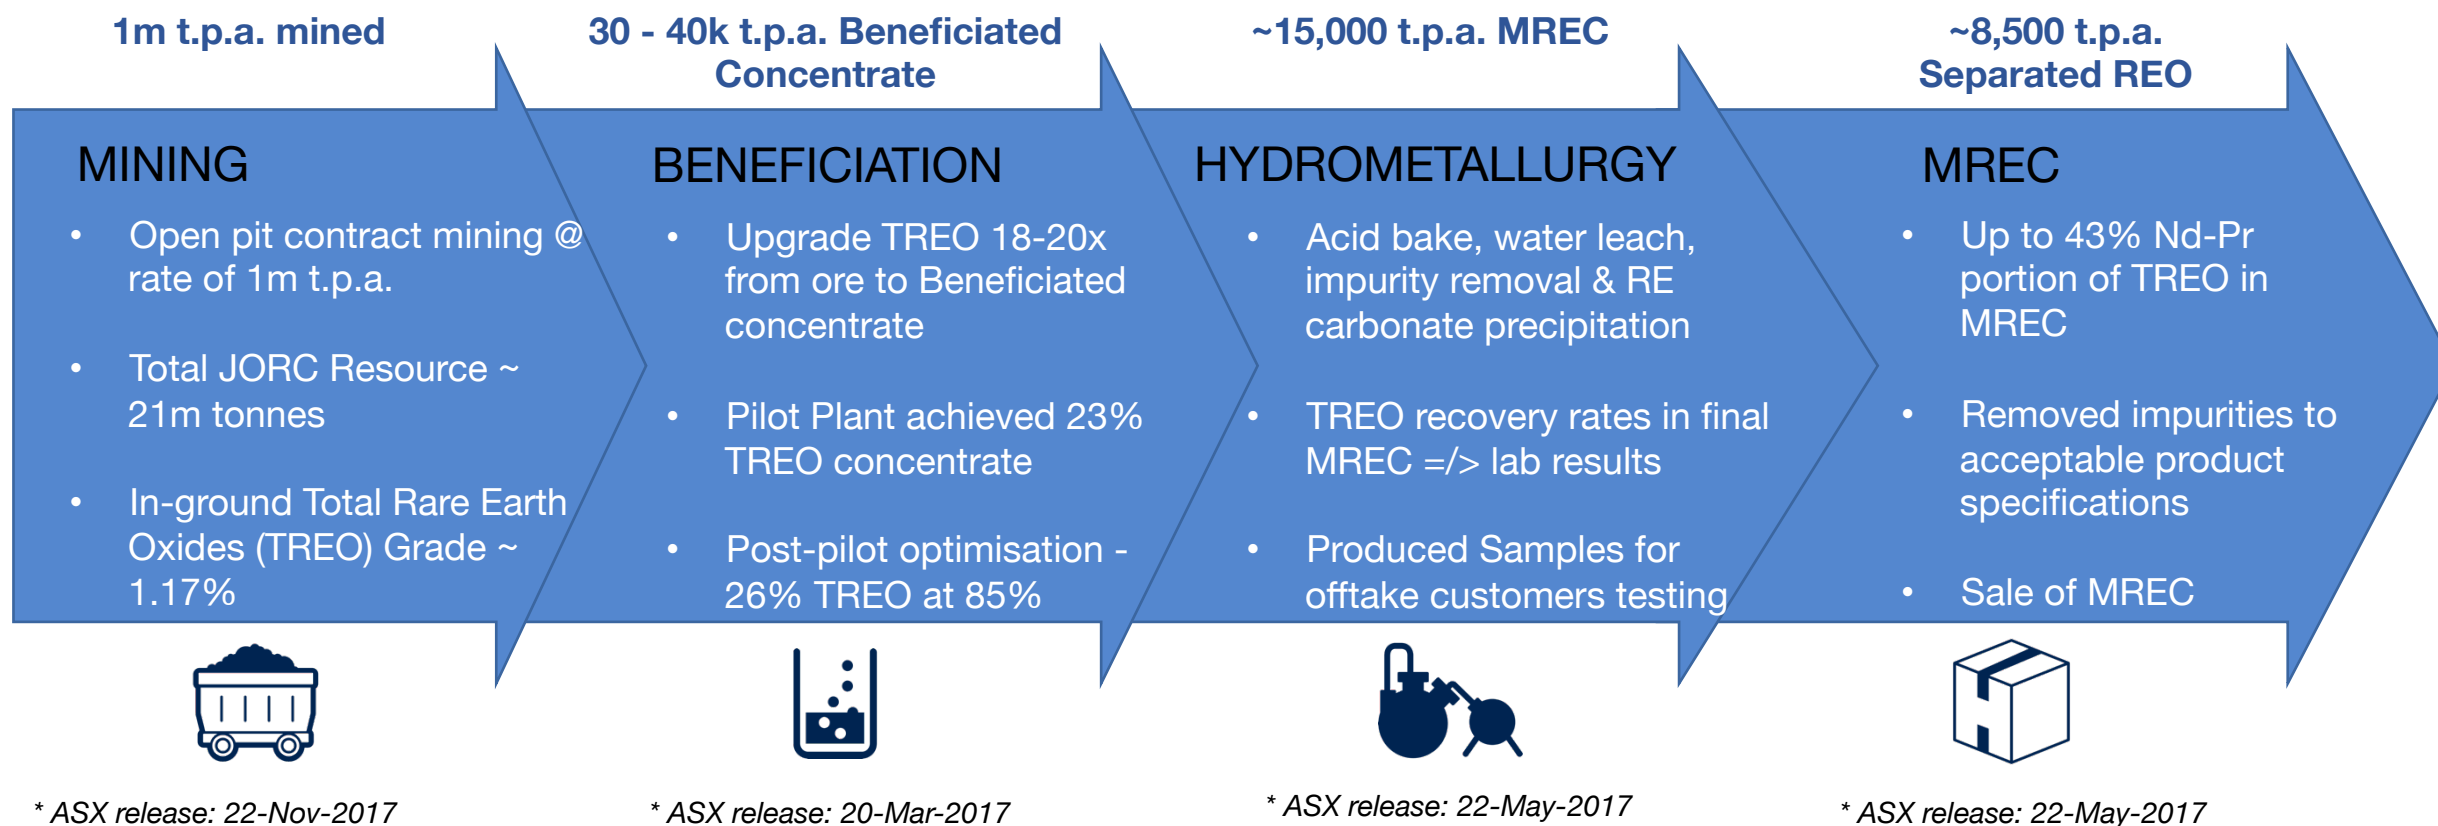 1m t.p.a. mined
30 - 40k t.p.a. Beneficiated
Concentrate
~15,000 t.p.a. MREC
~8,500 t.p.a.
Separated REO
MINING
• Open pit contract mining @
rate of 1m t.p.a.
• Total JORC Resource ~
21m tonnes
• In-ground Total Rare Earth
Oxides (TREO) Grade ~
1.17%
BENEFICIATION
• Upgrade TREO 18-20x
from ore to Beneficiated
concentrate
• Pilot Plant achieved 23%
TREO concentrate
• Post-pilot optimisation -
26% TREO at 85%
HYDROMETALLURGY
• Acid bake, water leach,
impurity removal & RE
carbonate precipitation
• TREO recovery rates in final
MREC =/> lab results
• Produced Samples for
offtake customers testing
MREC
• Up to 43% Nd-Pr
portion of TREO in
MREC
• Removed impurities to
acceptable product
specifications
• Sale of MREC
* ASX release: 22-Nov-2017
* ASX release: 20-Mar-2017
* ASX release: 22-May-2017
* ASX release: 22-May-2017